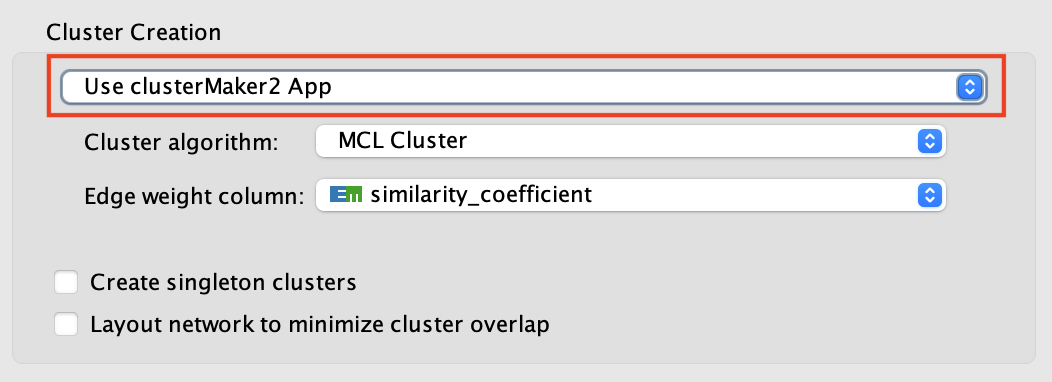 Cluster Creation
Use clusterMaker2 App
Cluster algorithm: MCL Cluster
Edge weight column: EM similarity_coefficient
Create singleton clusters
Layout network to minimize cluster overlap